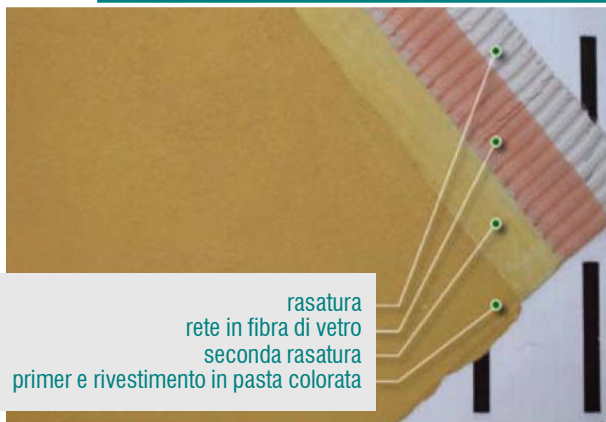 rasatura
rete in fibra di vetro
seconda rasatura
primer e rivestimento in pasta colorata